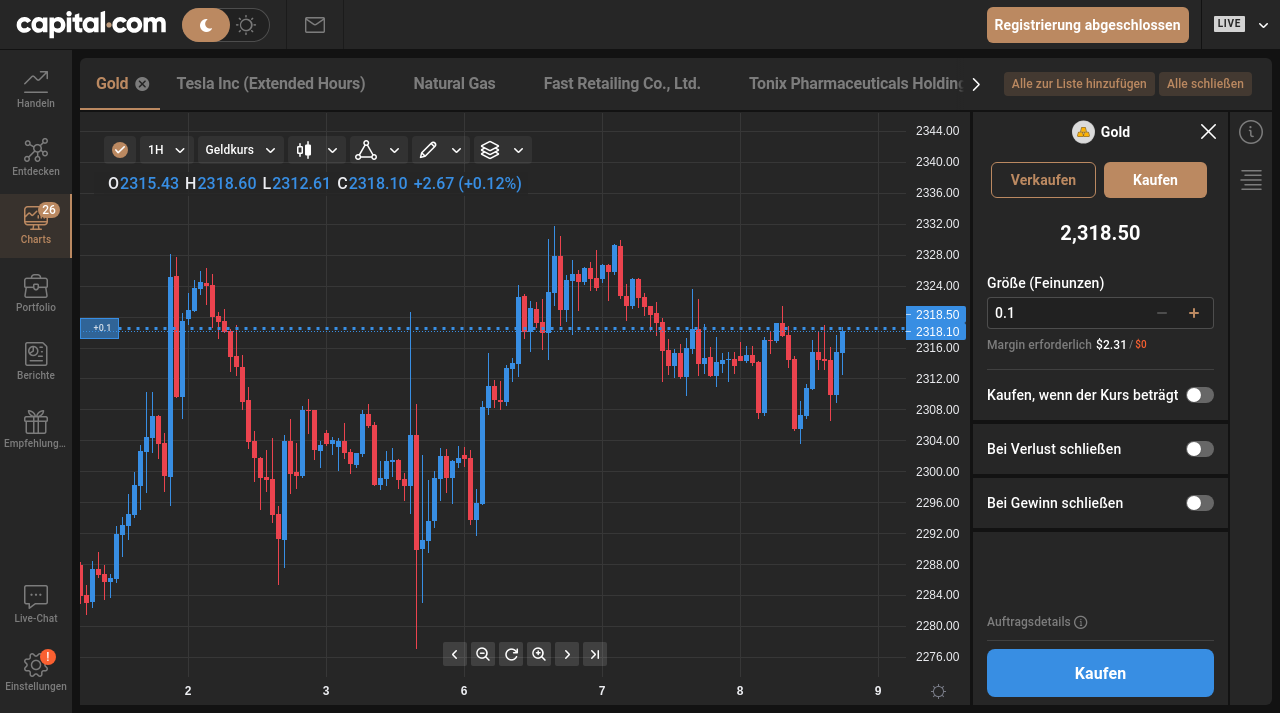 capital.com
Registrierung abgeschlossen
LIVE
Handeln
Entdecken
26
Charts
Portfolio
Berichte
Empfehlung...
Live-Chat
!
Einstellungen
Gold
Tesla Inc (Extended Hours)
Natural Gas
Fast Retailing Co., Ltd.
Tonix Pharmaceuticals Holding
Alle zur Liste hinzufügen
Alle schließen
1H
Geldkurs
O2315.43 H2318.60 L2312.61 C2318.10 +2.67 (+0.12%)
+0.1
2344.00
2340.00
2336.00
2332.00
2328.00
2324.00
2318.50
2318.10
2316.00
2312.00
2308.00
2304.00
2300.00
2296.00
2292.00
2288.00
2284.00
2280.00
2276.00
2 3 6 7 8 9
Gold
Verkaufen
Kaufen
2,318.50
Größe (Feinunzen)
0.1
Margin erforderlich $2.31 / $0
Kaufen, wenn der Kurs beträgt
Bei Verlust schließen
Bei Gewinn schließen
Auftragsdetails
Kaufen